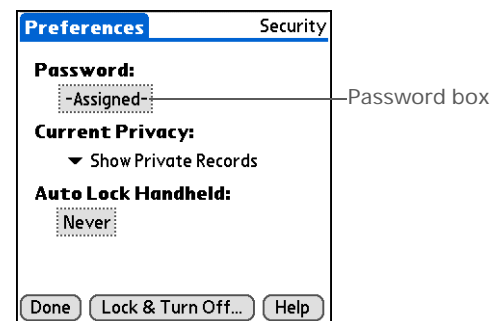 Preferences Security
Password:
-Assigned- Password box
Current Privacy:
Show Private Records
Auto Lock Handheld:
Never
Done Lock & Turn Off... Help